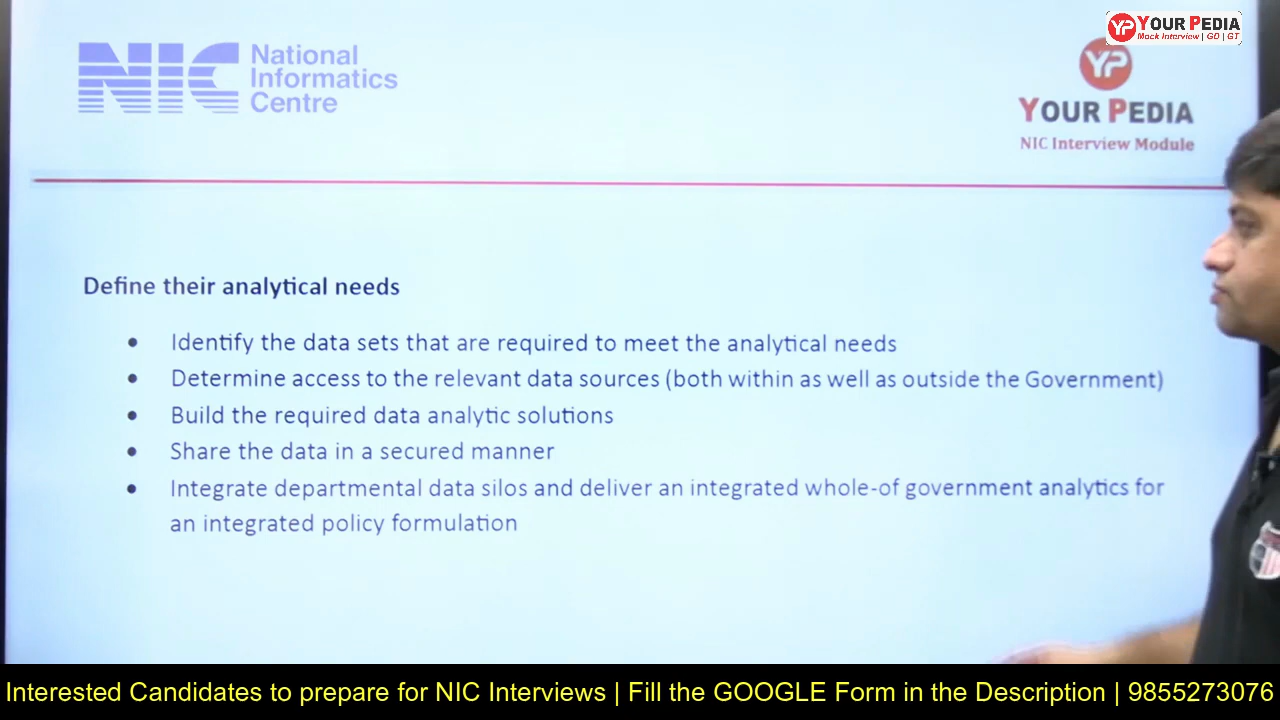 YP YOUR PEDIA
Mock Interview | GD | GT
NIC National
Informatics
Centre
YP
YOUR PEDIA
NIC Interview Module
Define their analytical needs
• Identify the data sets that are required to meet the analytical needs
• Determine access to the relevant data sources (both within as well as outside the Government)
• Build the required data analytic solutions
• Share the data in a secured manner
• Integrate departmental data silos and deliver an integrated whole-of government analytics for
an integrated policy formulation
Interested Candidates to prepare for NIC Interviews | Fill the GOOGLE Form in the Description | 9855273076